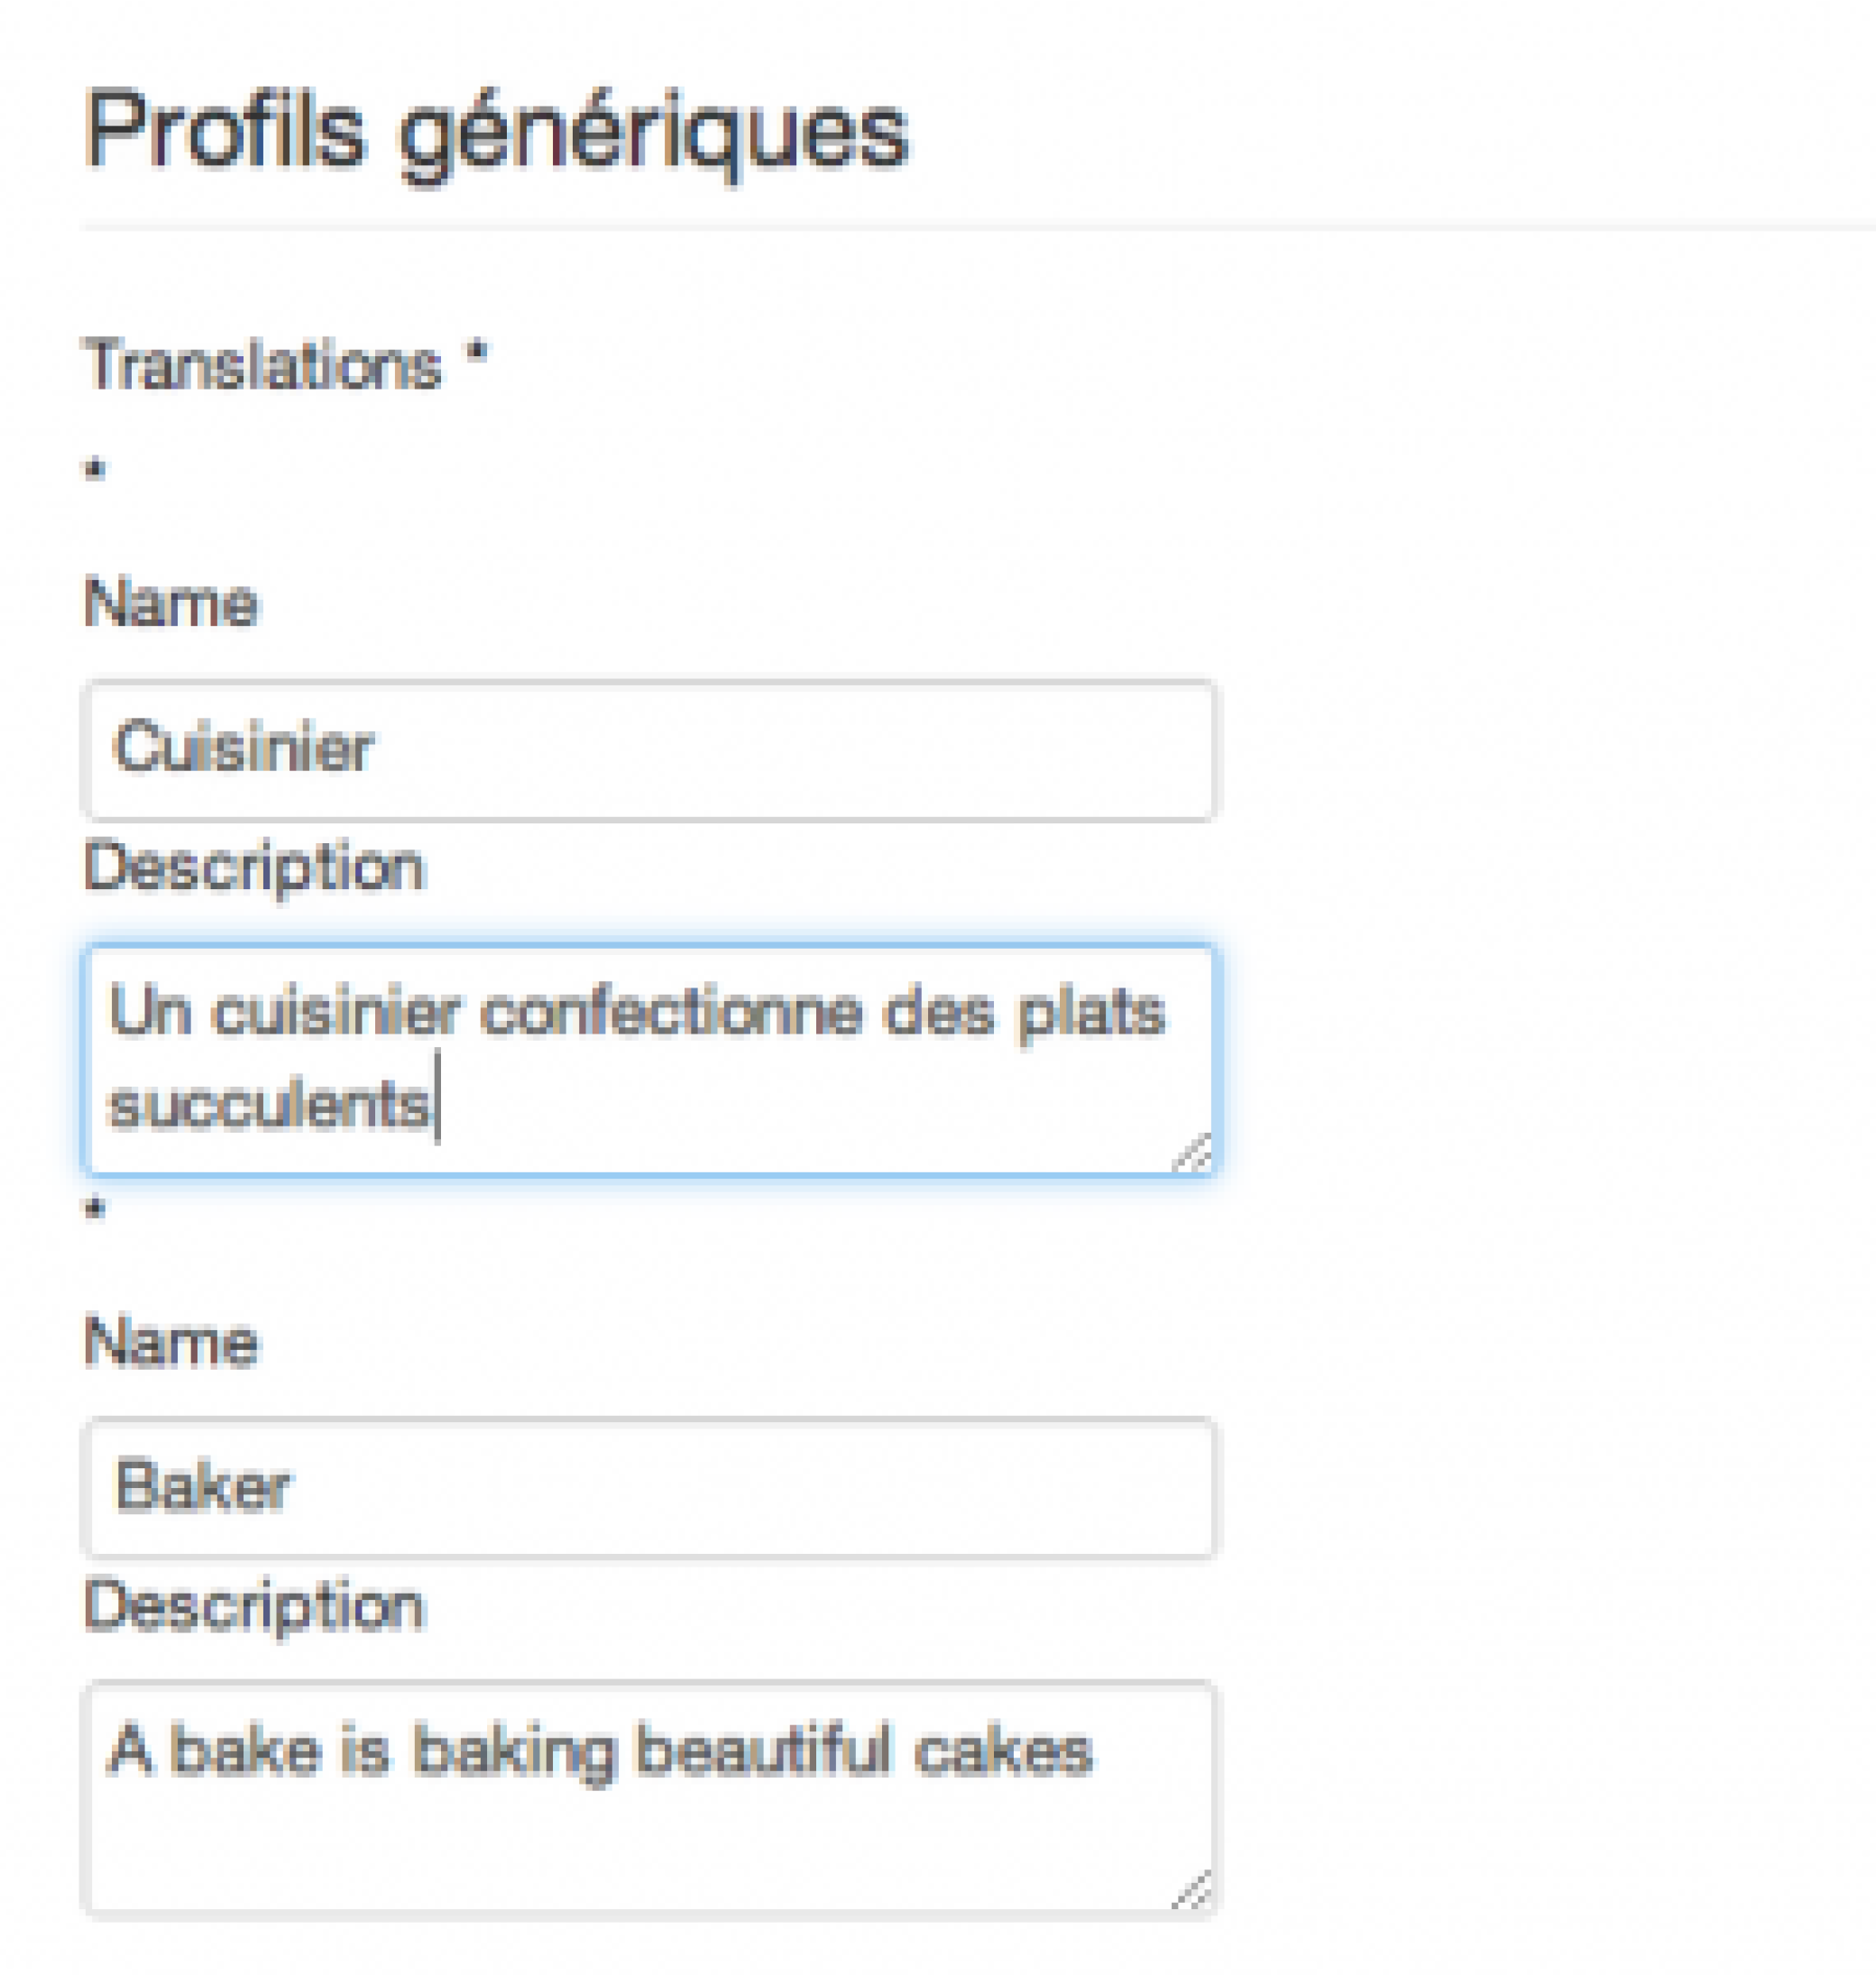 Profils génériques
Translations *
*
Name
Cuisinier
Description
Un cuisinier confectionne des plats
succulents
*
Name
Baker
Description
A bake is baking beautiful cakes